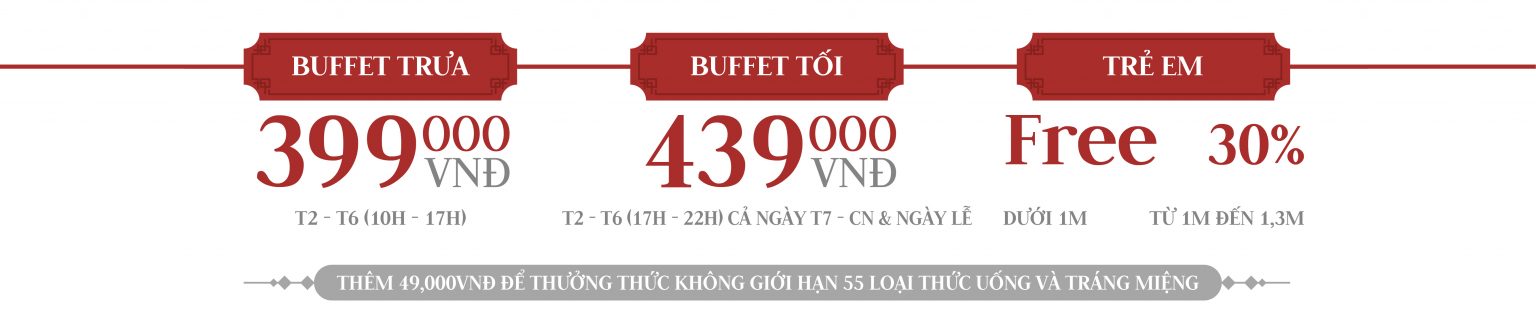 BUFFET TRƯA
399000 VNĐ
T2 - T6 (10H - 17H)
BUFFET TỐI
439000 VNĐ
T2 - T6 (17H - 22H) CẢ NGÀY T7 - CN & NGÀY LỄ
TRẺ EM
Free
DƯỚI 1M
30%
TỪ 1M ĐẾN 1,3M
THÊM 49,000VNĐ ĐỂ THƯỞNG THỨC KHÔNG GIỚI HẠN 55 LOẠI THỨC UỐNG VÀ TRÁNG MIỆNG